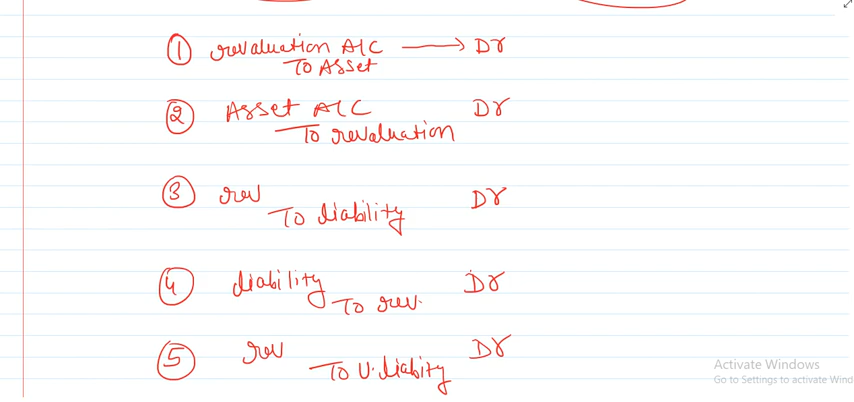 ① revaluation A/C ⟶ Dr
To Asset
② Asset A/C Dr
To revaluation
③ rev Dr
To liability
④ liability Dr
To rev.
⑤ rev Dr
To U.liabity
Activate Windows
Go to Settings to activate Wind